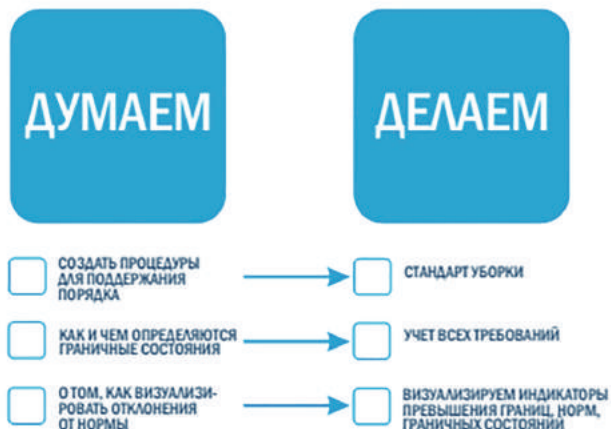 ДУМАЕМ
ДЕЛАЕМ
СОЗДАТЬ ПРОЦЕДУРЫ
ДЛЯ ПОДДЕРЖАНИЯ
ПОРЯДКА
СТАНДАРТ УБОРКИ
КАК И ЧЕМ ОПРЕДЕЛЯЮТСЯ
ГРАНИЧНЫЕ СОСТОЯНИЯ
УЧЕТ ВСЕХ ТРЕБОВАНИЙ
О ТОМ, КАК ВИЗУАЛИЗИ-
РОВАТЬ ОТКЛОНЕНИЯ
ОТ НОРМЫ
ВИЗУАЛИЗИРУЕМ ИНДИКАТОРЫ
ПРЕВЫШЕНИЯ ГРАНИЦ, НОРМ,
ГРАНИЧНЫХ СОСТОЯНИЙ